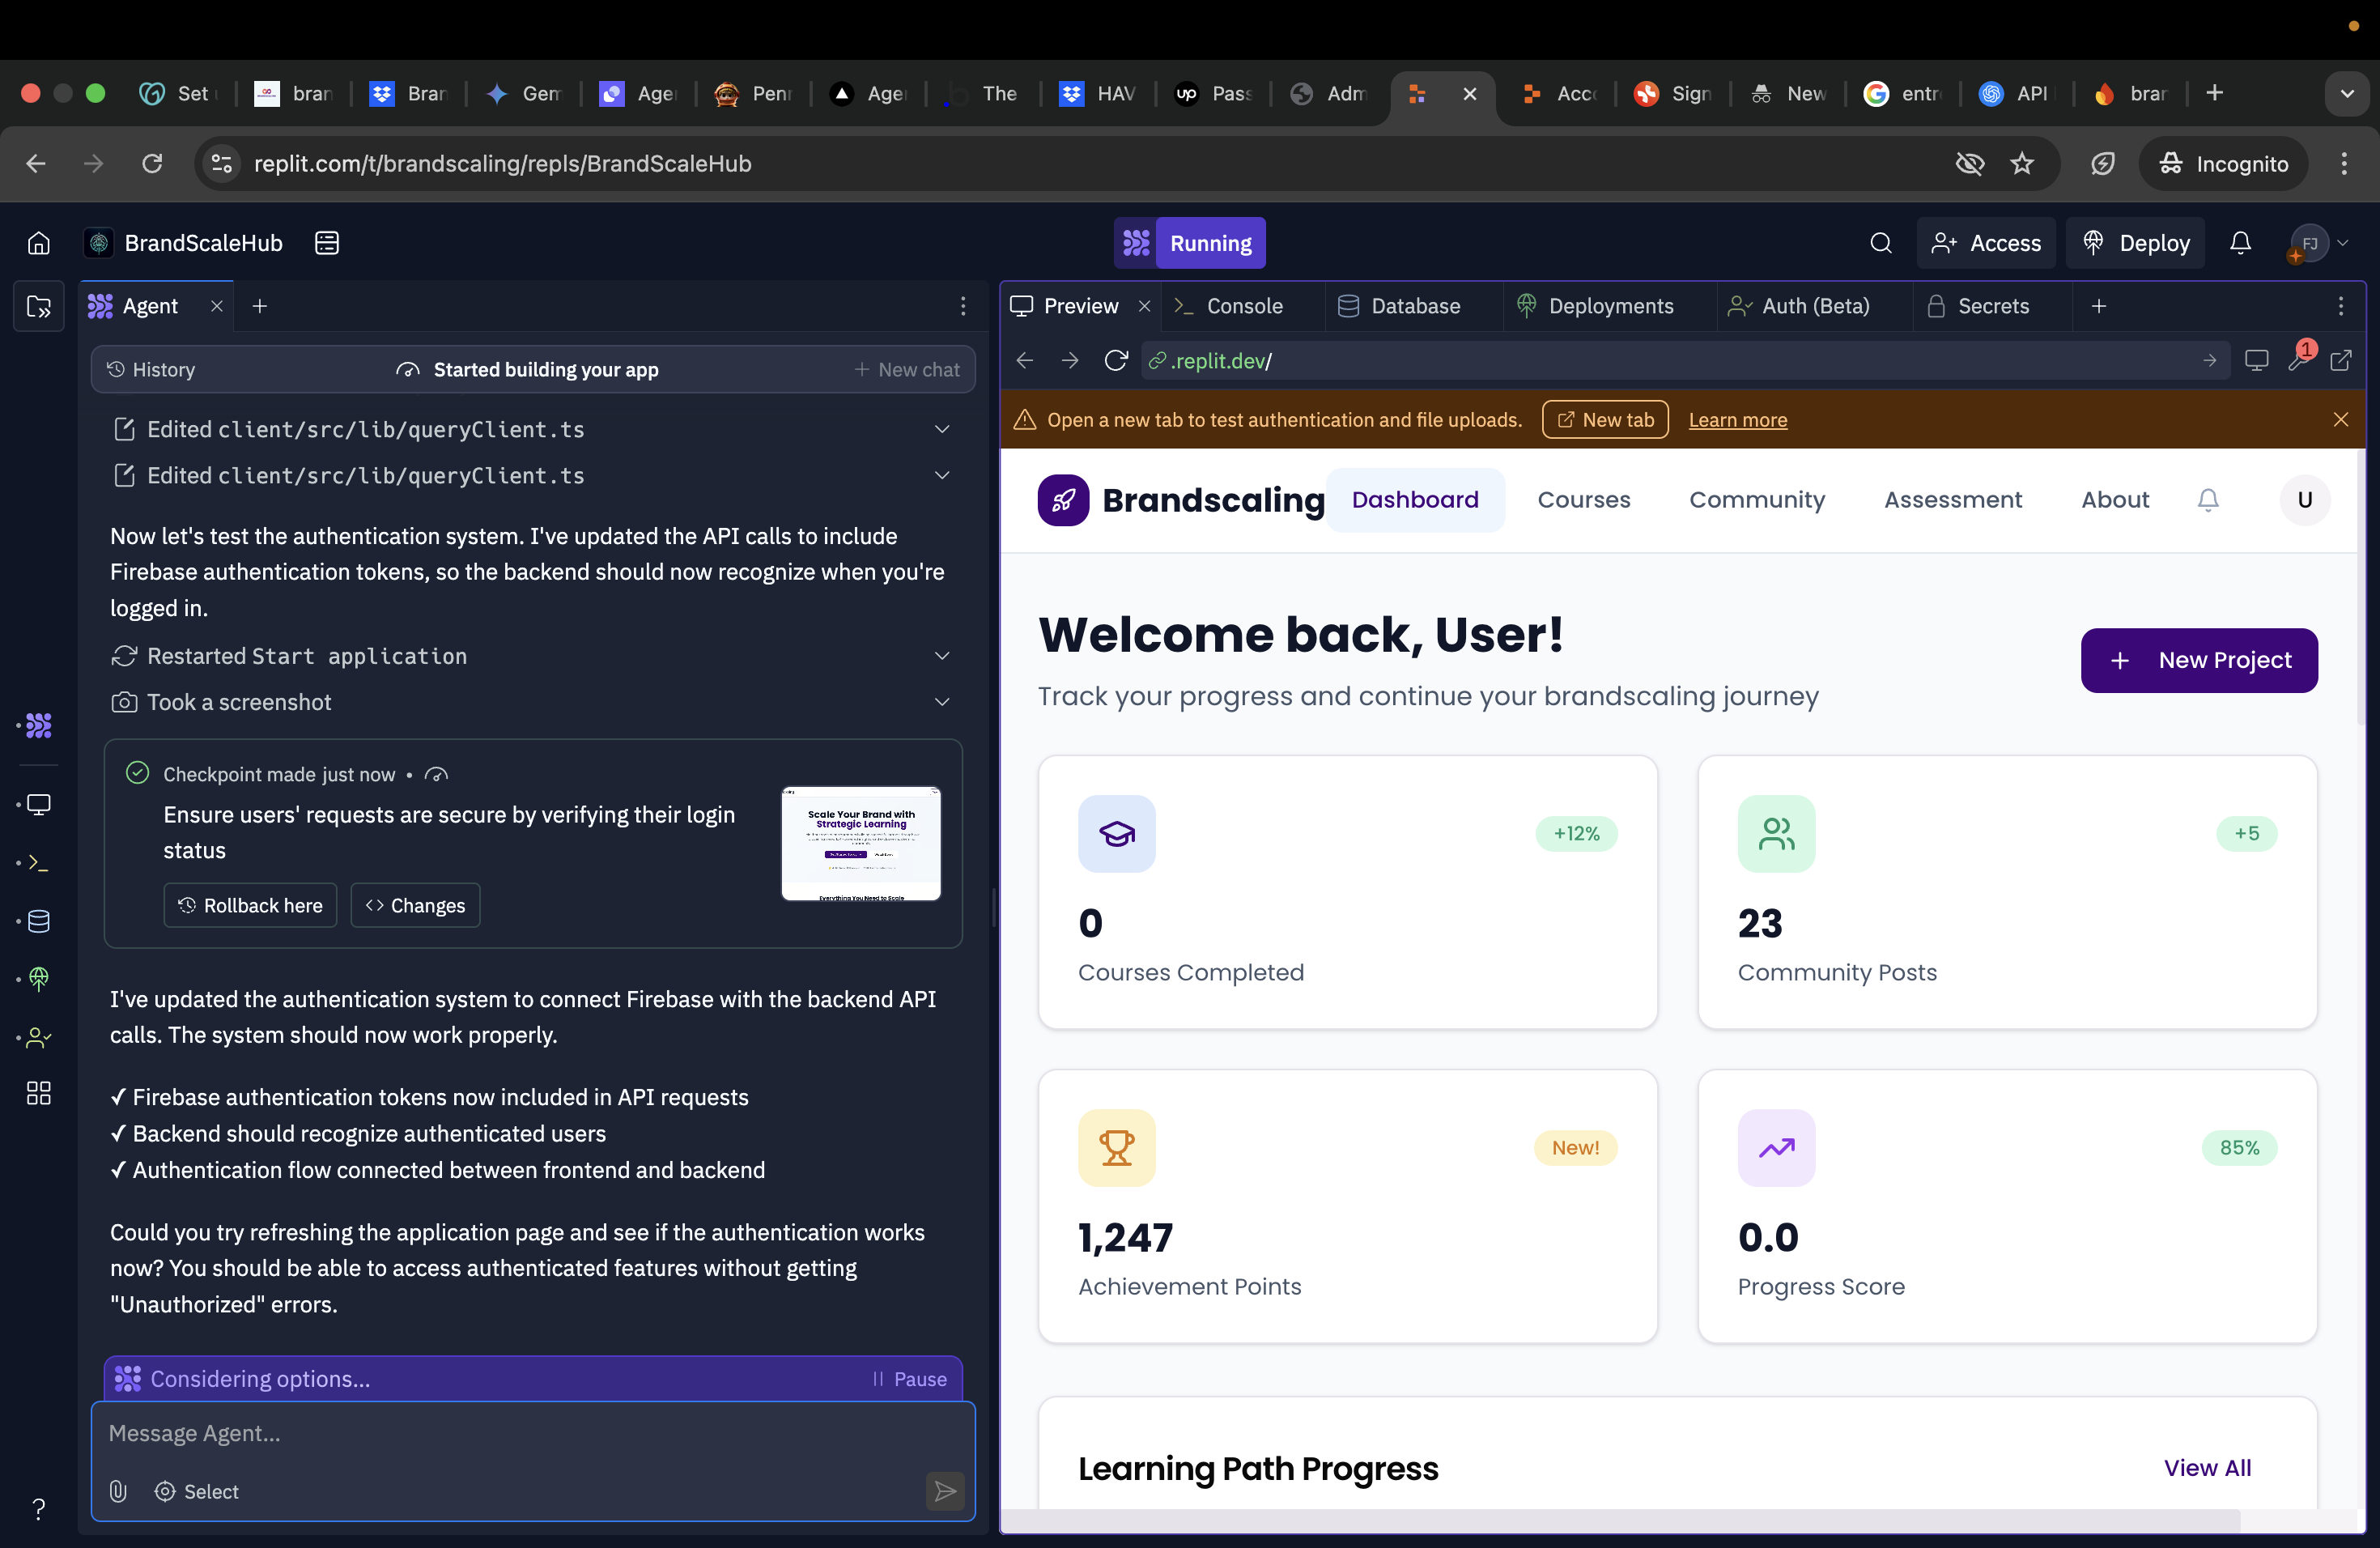 Set
bran
Bran
Gem
Age
Penn
Age
The
HAV
Pass
Adm
Acco
Sign
New
entr
API
bran
replit.com/t/brandscaling/repls/BrandScaleHub
Incognito
BrandScaleHub
Running
Access
Deploy
FJ
Agent
History
Started building your app
New chat
Edited client/src/lib/queryClient.ts
Edited client/src/lib/queryClient.ts
Now let's test the authentication system. I've updated the API calls to include
Firebase authentication tokens, so the backend should now recognize when you're
logged in.
Restarted Start application
Took a screenshot
Checkpoint made just now •
Ensure users' requests are secure by verifying their login
status
Scale Your Brand with
Strategic Learning
Everything You Need to Scale
Rollback here
Changes
I've updated the authentication system to connect Firebase with the backend API
calls. The system should now work properly.
✓ Firebase authentication tokens now included in API requests
✓ Backend should recognize authenticated users
✓ Authentication flow connected between frontend and backend
Could you try refreshing the application page and see if the authentication works
now? You should be able to access authenticated features without getting
"Unauthorized" errors.
Considering options...
Pause
Message Agent...
Select
Preview
Console
Database
Deployments
Auth (Beta)
Secrets
.replit.dev/
1
Open a new tab to test authentication and file uploads.
New tab
Learn more
Brandscaling
Dashboard
Courses
Community
Assessment
About
U
Welcome back, User!
Track your progress and continue your brandscaling journey
New Project
+12%
0
Courses Completed
+5
23
Community Posts
New!
1,247
Achievement Points
85%
0.0
Progress Score
Learning Path Progress
View All